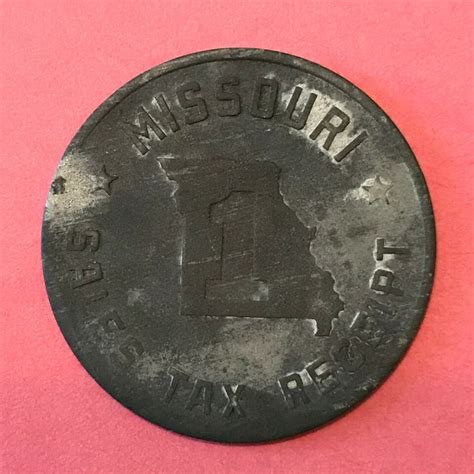 MISSOURI
1
SALES TAX RECEIPT